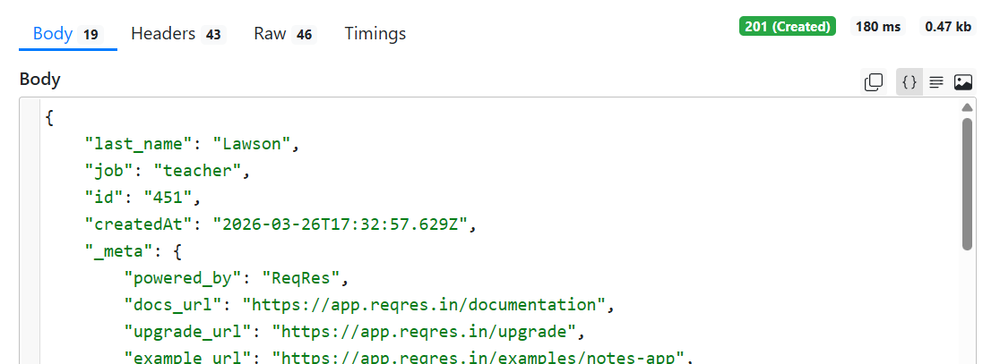 Body 19 Headers 43 Raw 46 Timings 201 (Created) 180 ms 0.47 kb
Body {}
{
"last_name": "Lawson",
"job": "teacher",
"id": "451",
"createdAt": "2026-03-26T17:32:57.629Z",
"_meta": {
"powered_by": "ReqRes",
"docs_url": "https://app.reqres.in/documentation",
"upgrade_url": "https://app.reqres.in/upgrade",
"example_url": "https://app.reqres.in/examples/notes-app",